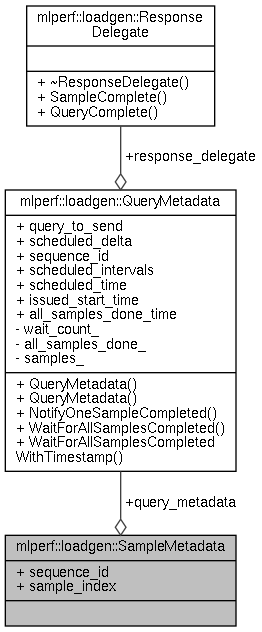 mlperf::loadgen::Response
Delegate
+ ~ResponseDelegate()
+ SampleComplete()
+ QueryComplete()
+response_delegate
mlperf::loadgen::QueryMetadata
+ query_to_send
+ scheduled_delta
+ sequence_id
+ scheduled_intervals
+ scheduled_time
+ issued_start_time
+ all_samples_done_time
- wait_count_
- all_samples_done_
- samples_
+ QueryMetadata()
+ QueryMetadata()
+ NotifyOneSampleCompleted()
+ WaitForAllSamplesCompleted()
+ WaitForAllSamplesCompleted
WithTimestamp()
+query_metadata
mlperf::loadgen::SampleMetadata
+ sequence_id
+ sample_index